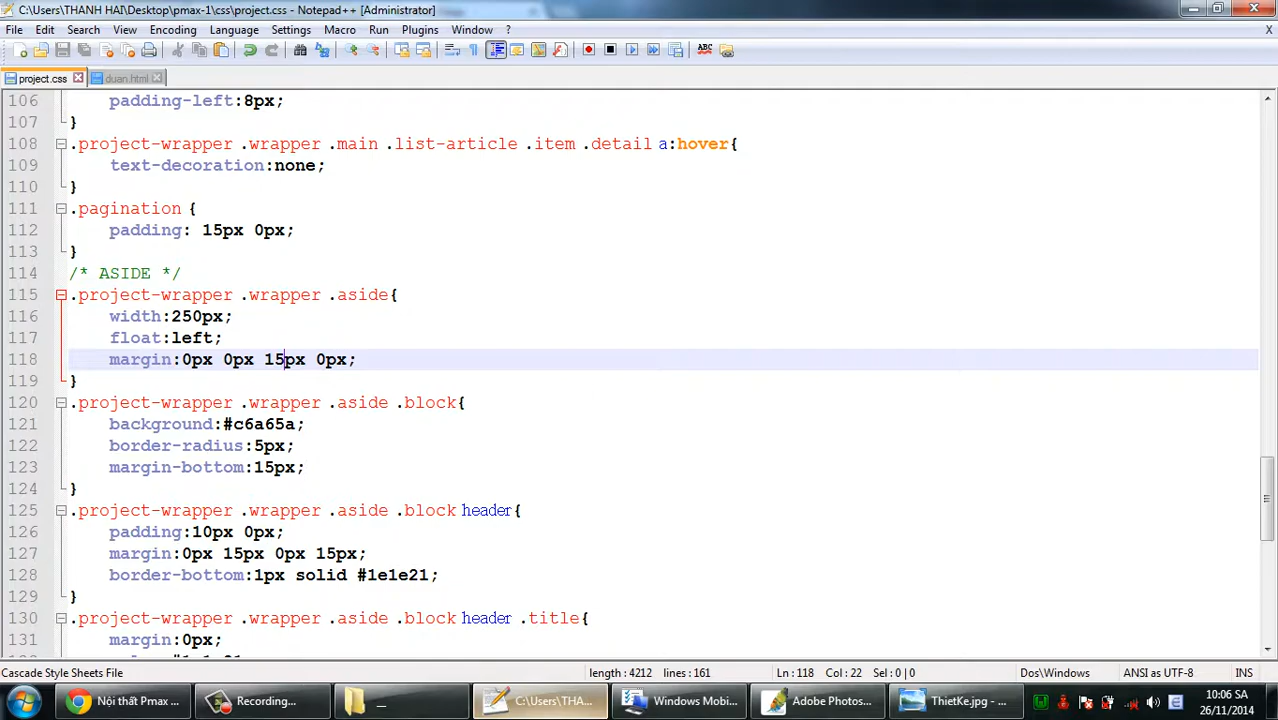 C:\Users\THANH HAI\Desktop\pmax-1\css\project.css - Notepad++ [Administrator]
File Edit Search View Encoding Language Settings Macro Run Plugins Window ? X
ABC
project.css duan.html
106 padding-left:8px;
107 }
108 .project-wrapper .wrapper .main .list-article .item .detail a:hover{
109 text-decoration:none;
110 }
111 .pagination {
112 padding: 15px 0px;
113 }
114 /* ASIDE */
115 .project-wrapper .wrapper .aside{
116 width:250px;
117 float:left;
118 margin:0px 0px 15px 0px;
119 }
120 .project-wrapper .wrapper .aside .block{
121 background:#c6a65a;
122 border-radius:5px;
123 margin-bottom:15px;
124 }
125 .project-wrapper .wrapper .aside .block header{
126 padding:10px 0px;
127 margin:0px 15px 0px 15px;
128 border-bottom:1px solid #1e1e21;
129 }
130 .project-wrapper .wrapper .aside .block header .title{
131 margin:0px;
Cascade Style Sheets File length : 4212 lines : 161 Ln : 118 Col : 22 Sel : 0 | 0 Dos\Windows ANSI as UTF-8 INS
Nội thất Pmax ... Recording... _ C:\Users\THA... Windows Mobi... Adobe Photos... ThietKe.jpg - ... 10:06 SA
26/11/2014